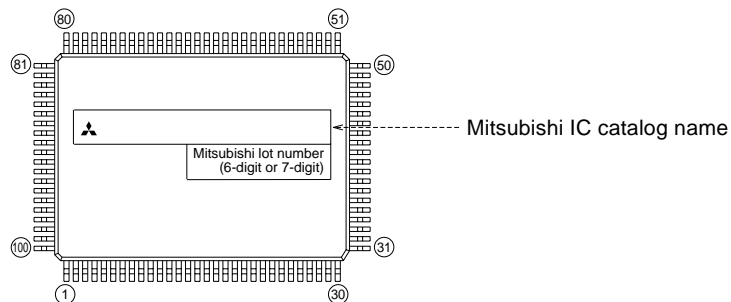 80 51
81 50
Mitsubishi IC catalog name
Mitsubishi lot number
(6-digit or 7-digit)
100 31
1 30